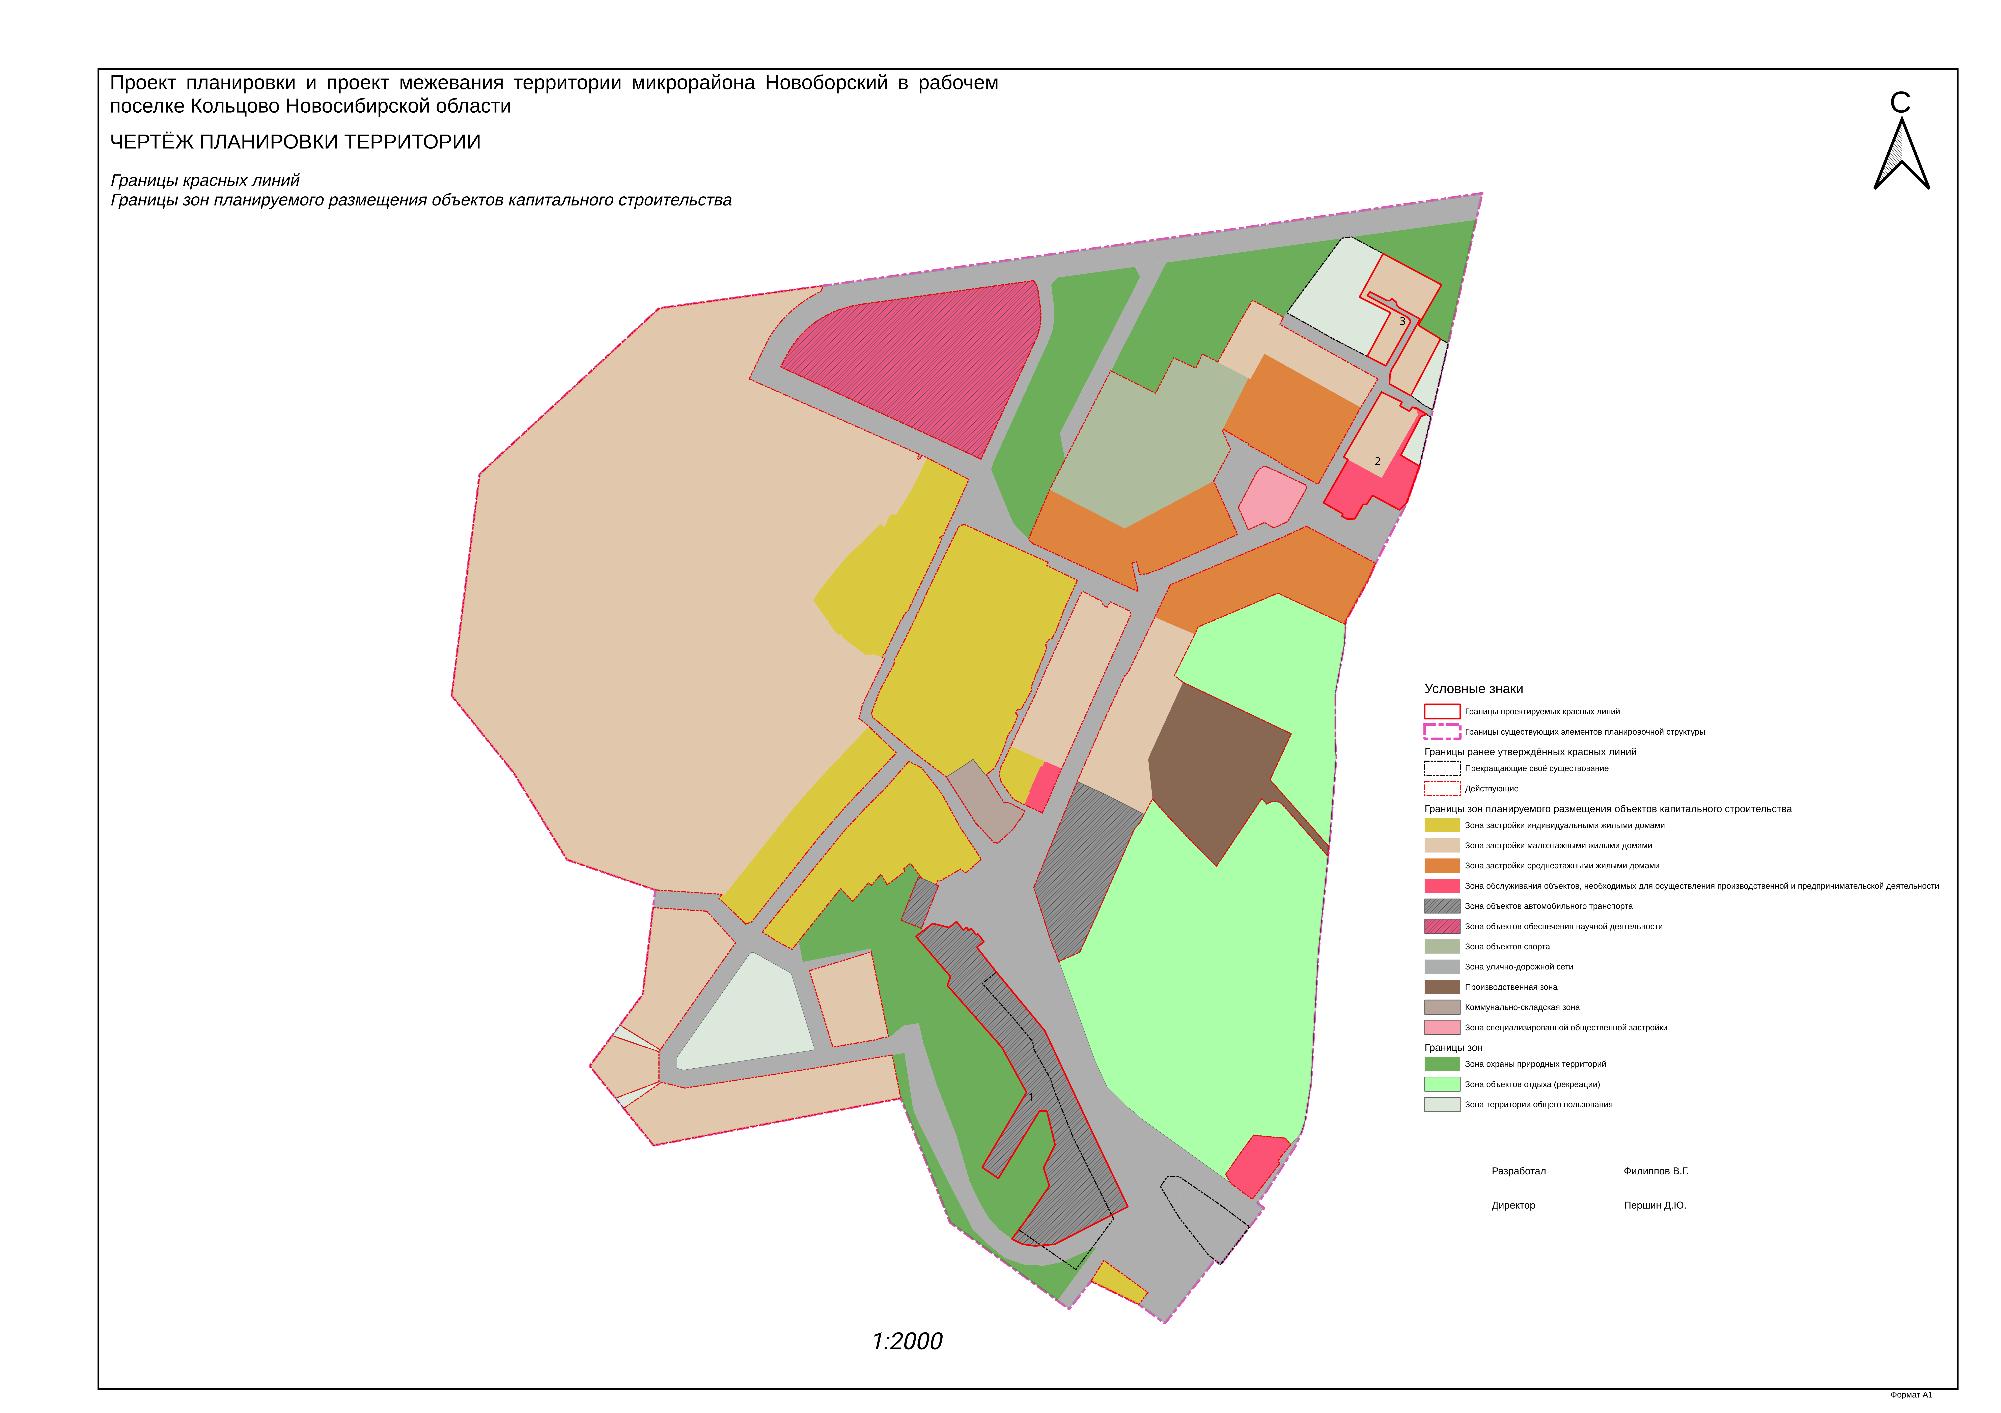 Проект планировки и проект межевания территории микрорайона Новоборский в рабочем
поселке Кольцово Новосибирской области
ЧЕРТЁЖ ПЛАНИРОВКИ ТЕРРИТОРИИ
Границы красных линий
Границы зон планируемого размещения объектов капитального строительства
С
3
2
1
Условные знаки
Границы проектируемых красных линий
Границы существующих элементов планировочной структуры
Границы ранее утверждённых красных линий
Прекращающие своё существование
Действующие
Границы зон планируемого размещения объектов капитального строительства
Зона застройки индивидуальными жилыми домами
Зона застройки малоэтажными жилыми домами
Зона застройки среднеэтажными жилыми домами
Зона обслуживания объектов, необходимых для осуществления производственной и предпринимательской деятельности
Зона объектов автомобильного транспорта
Зона объектов обеспечения научной деятельности
Зона объектов спорта
Зона улично-дорожной сети
Производственная зона
Коммунально-складская зона
Зона специализированной общественной застройки
Границы зон
Зона охраны природных территорий
Зона объектов отдыха (рекреации)
Зона территории общего пользования
Разработал Филиппов В.Г.
Директор Першин Д.Ю.
1:2000
Формат А1